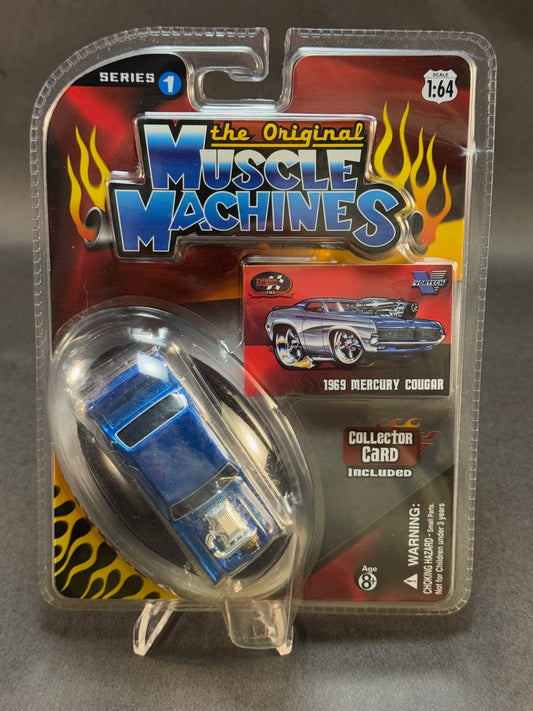 SERIES 1
SCALE
1:64
the Original
MUSCLE
MACHINES
VORTECH
1969 MERCURY COUGAR
COLLECTOR
CARD
INCLUDED
Age
8+
WARNING:
CHOKING HAZARD - Small Parts.
Not for Children under 3 years